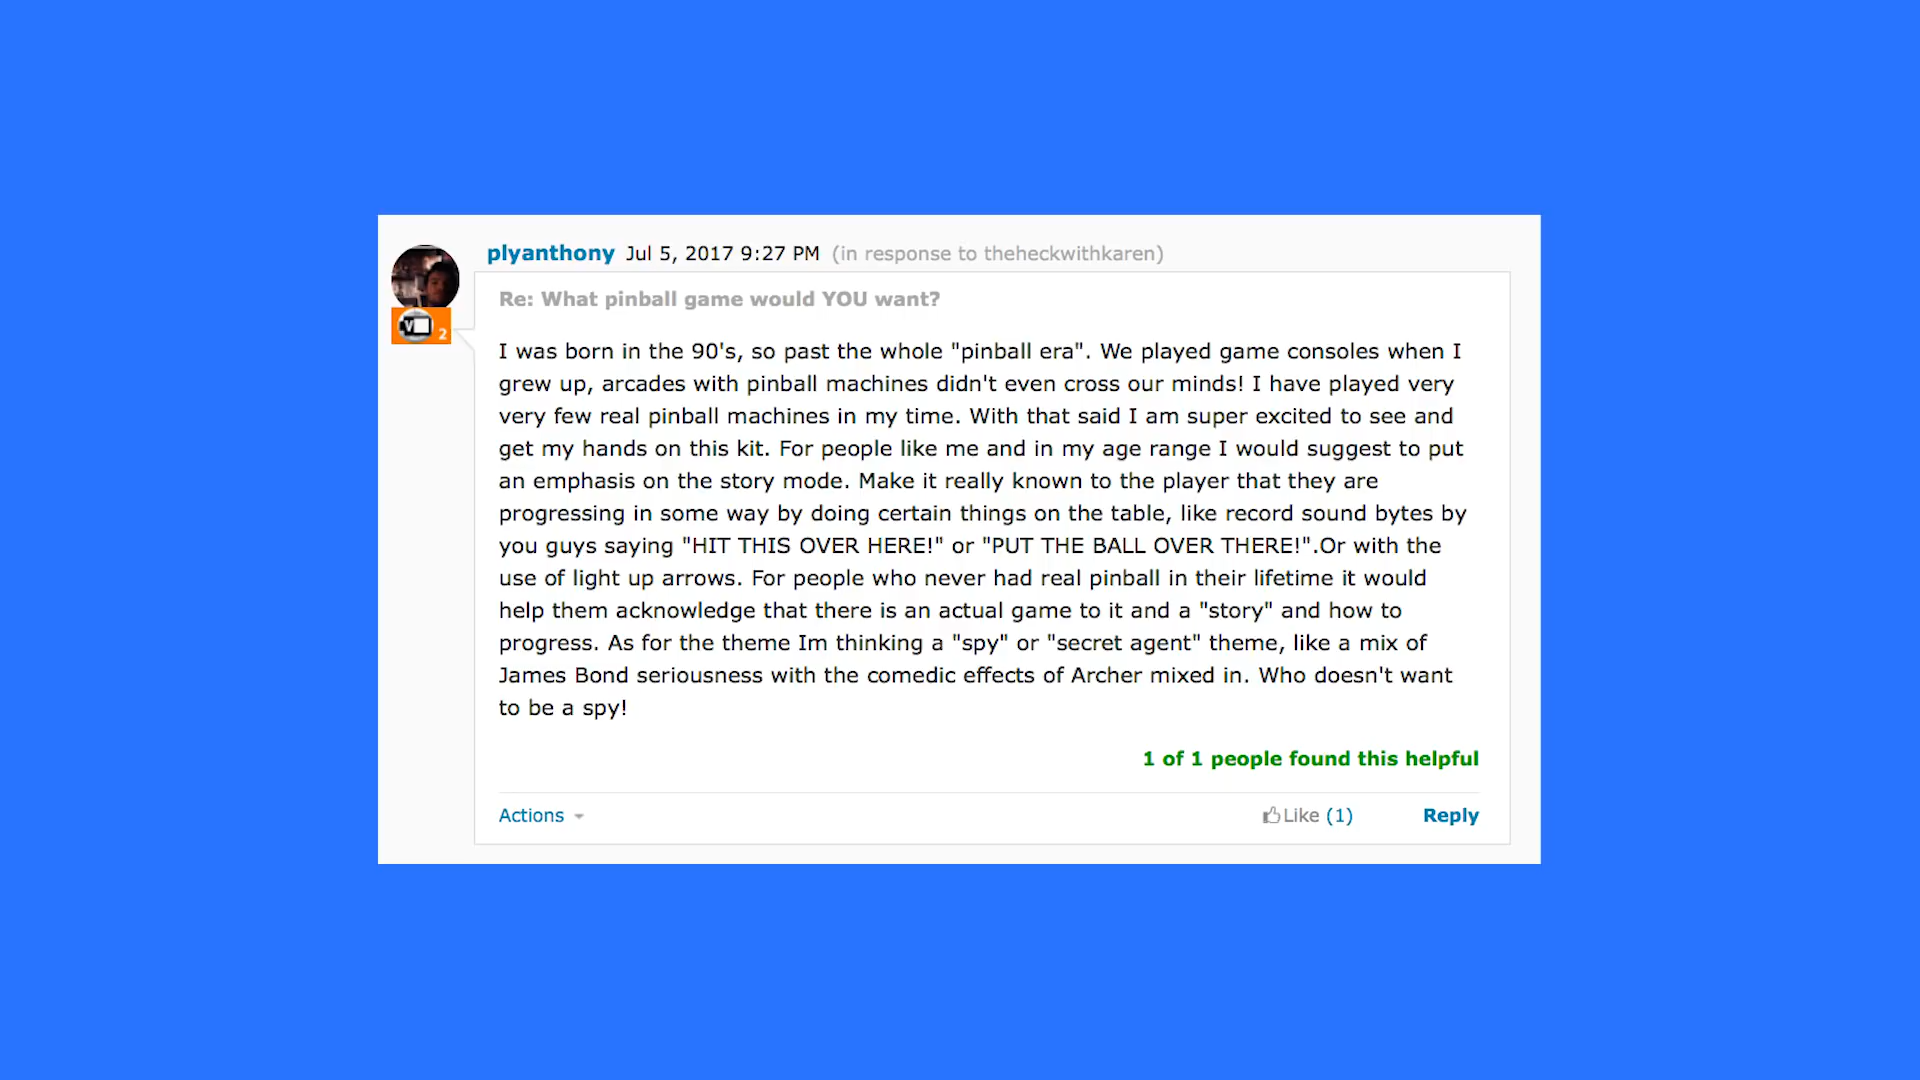 plyanthony Jul 5, 2017 9:27 PM (in response to theheckwithkaren)
Re: What pinball game would YOU want?
V 2
I was born in the 90's, so past the whole "pinball era". We played game consoles when I
grew up, arcades with pinball machines didn't even cross our minds! I have played very
very few real pinball machines in my time. With that said I am super excited to see and
get my hands on this kit. For people like me and in my age range I would suggest to put
an emphasis on the story mode. Make it really known to the player that they are
progressing in some way by doing certain things on the table, like record sound bytes by
you guys saying "HIT THIS OVER HERE!" or "PUT THE BALL OVER THERE!".Or with the
use of light up arrows. For people who never had real pinball in their lifetime it would
help them acknowledge that there is an actual game to it and a "story" and how to
progress. As for the theme Im thinking a "spy" or "secret agent" theme, like a mix of
James Bond seriousness with the comedic effects of Archer mixed in. Who doesn't want
to be a spy!
1 of 1 people found this helpful
Actions Like (1) Reply